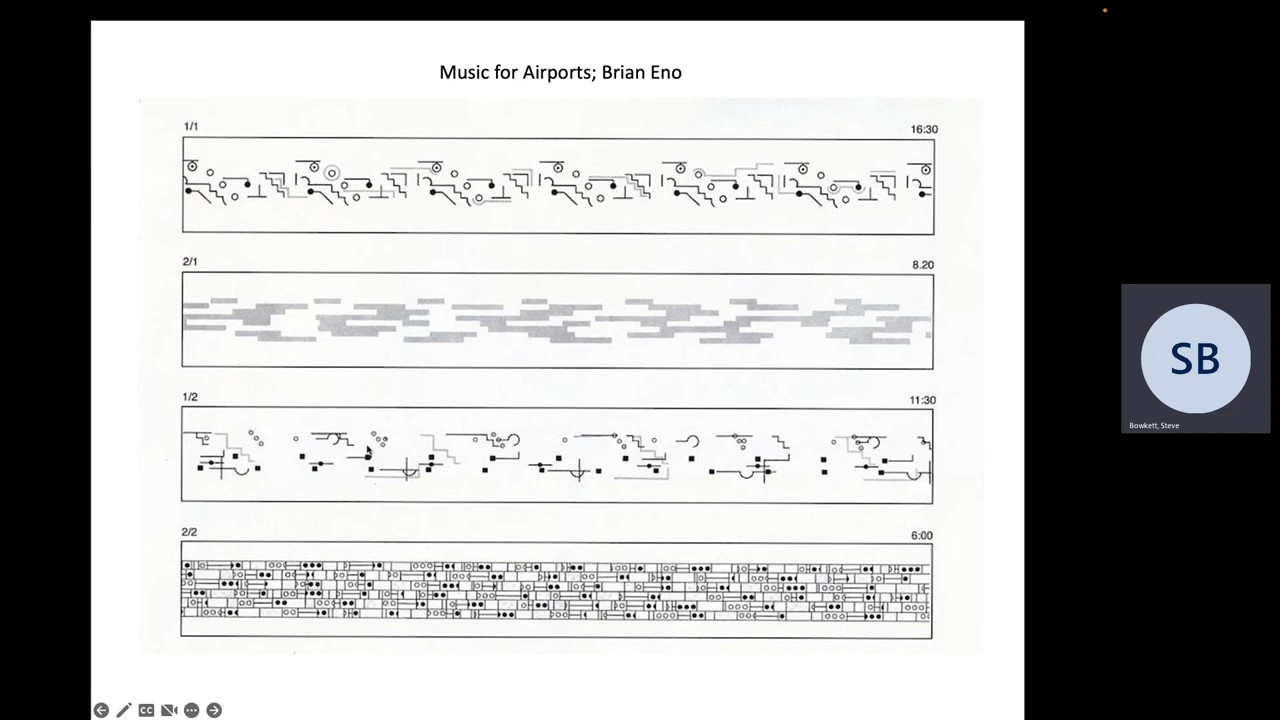 Music for Airports; Brian Eno
1/1
16:30
2/1
8.20
1/2
11:30
2/2
6:00
SB
Bowkett, Steve
CC